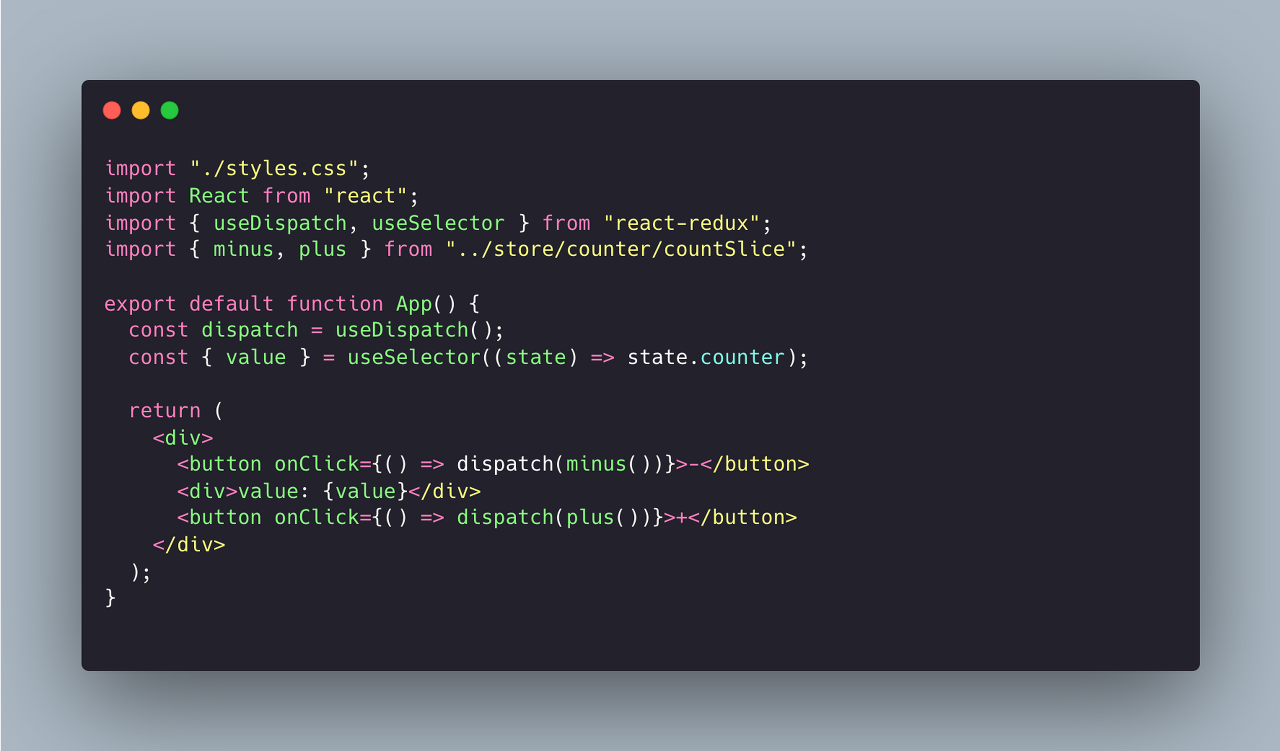 import "./styles.css";
import React from "react";
import { useDispatch, useSelector } from "react-redux";
import { minus, plus } from "../store/counter/countSlice";

export default function App() {
  const dispatch = useDispatch();
  const { value } = useSelector((state) => state.counter);

  return (
    <div>
      <button onClick={() => dispatch(minus())}>-</button>
      <div>value: {value}</div>
      <button onClick={() => dispatch(plus())}>+</button>
    </div>
  );
}